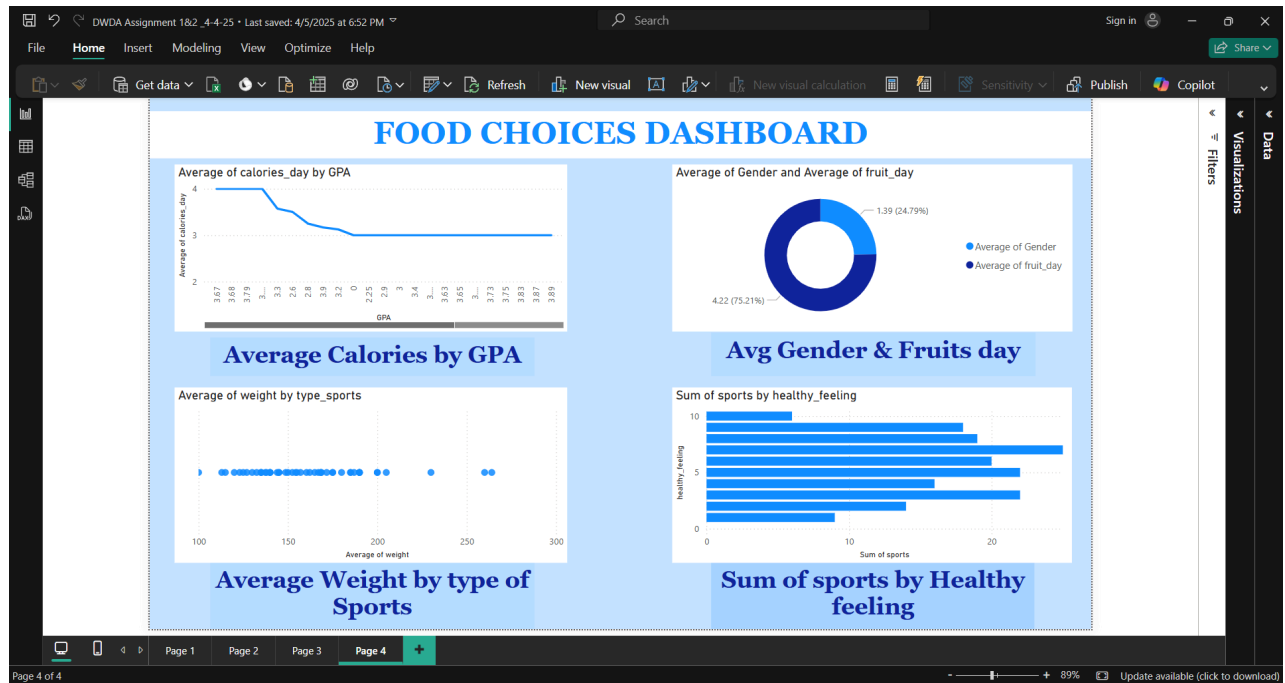 DWDA Assignment 1&2 _4-4-25 • Last saved: 4/5/2025 at 6:52 PM
Search
Sign in
File Home Insert Modeling View Optimize Help
Share
Get data
Refresh
New visual
New visual calculation
Sensitivity
Publish
Copilot
FOOD CHOICES DASHBOARD
Filters
Visualizations
Data
Average of calories_day by GPA
Average of calories_day
4
3
2
3.67 3.68 3.79 3.... 3.3 2.6 2.8 3.9 3.2 0 2.25 2.9 3 3.4 3.... 3.63 3.65 3.... 3.73 3.75 3.83 3.87 3.89
GPA
Average Calories by GPA
Average of Gender and Average of fruit_day
1.39 (24.79%)
4.22 (75.21%)
Average of Gender
Average of fruit_day
Avg Gender & Fruits day
Average of weight by type_sports
100 150 200 250 300
Average of weight
Average Weight by type of
Sports
Sum of sports by healthy_feeling
healthy_feeling
10
5
0
0 10 20
Sum of sports
Sum of sports by Healthy
feeling
Page 1 Page 2 Page 3 Page 4 +
Page 4 of 4
- + 89%
Update available (click to download)